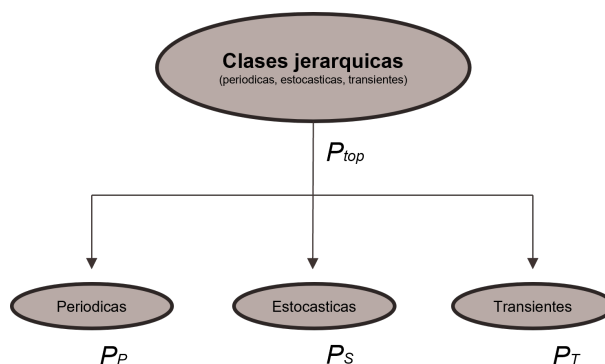 Clases jerarquicas
(periodicas, estocasticas, transientes)
Ptop
Periodicas
Estocasticas
Transientes
PP
PS
PT